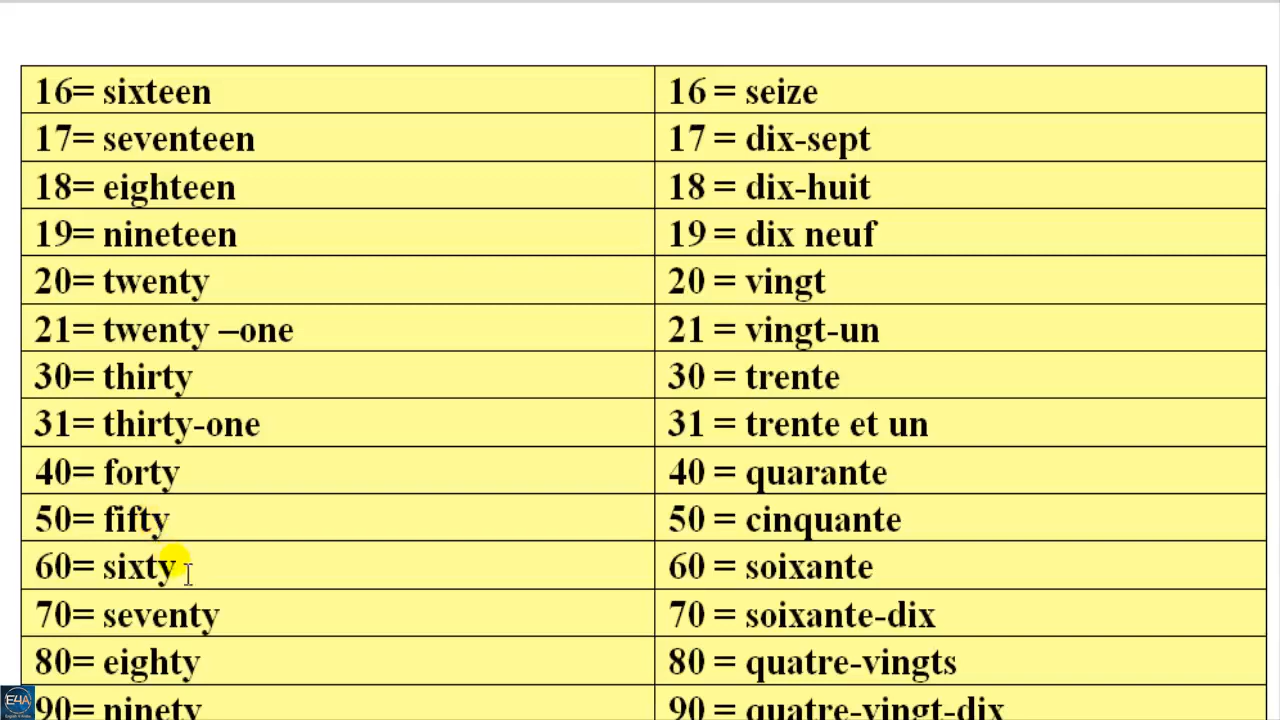 16= sixteen 16 = seize
17= seventeen 17 = dix-sept
18= eighteen 18 = dix-huit
19= nineteen 19 = dix neuf
20= twenty 20 = vingt
21= twenty –one 21 = vingt-un
30= thirty 30 = trente
31= thirty-one 31 = trente et un
40= forty 40 = quarante
50= fifty 50 = cinquante
60= sixty 60 = soixante
70= seventy 70 = soixante-dix
80= eighty 80 = quatre-vingts
90= ninety 90 = quatre-vingt-dix
E4A